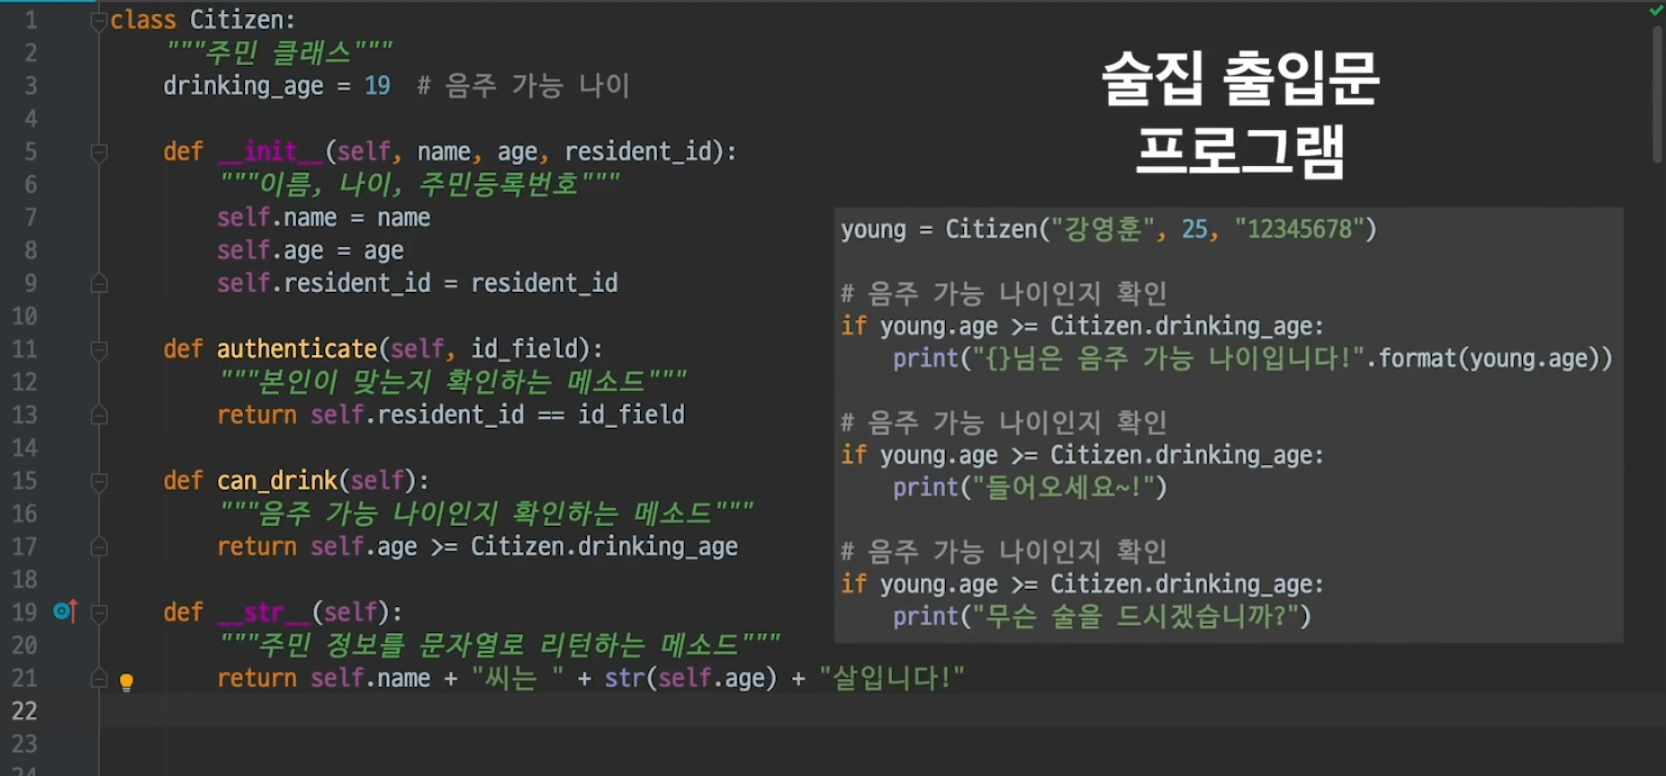 1 class Citizen:
2 """주민 클래스"""
3 drinking_age = 19 # 음주 가능 나이
4
5 def __init__(self, name, age, resident_id):
6 """이름, 나이, 주민등록번호"""
7 self.name = name
8 self.age = age
9 self.resident_id = resident_id
10
11 def authenticate(self, id_field):
12 """본인이 맞는지 확인하는 메소드"""
13 return self.resident_id == id_field
14
15 def can_drink(self):
16 """음주 가능 나이인지 확인하는 메소드"""
17 return self.age >= Citizen.drinking_age
18
19 def __str__(self):
20 """주민 정보를 문자열로 리턴하는 메소드"""
21 return self.name + "씨는 " + str(self.age) + "살입니다!"
22
23
24
술집 출입문
프로그램
young = Citizen("강영훈", 25, "12345678")
# 음주 가능 나이인지 확인
if young.age >= Citizen.drinking_age:
print("{}님은 음주 가능 나이입니다!".format(young.age))
# 음주 가능 나이인지 확인
if young.age >= Citizen.drinking_age:
print("들어오세요~!")
# 음주 가능 나이인지 확인
if young.age >= Citizen.drinking_age:
print("무슨 술을 드시겠습니까?")